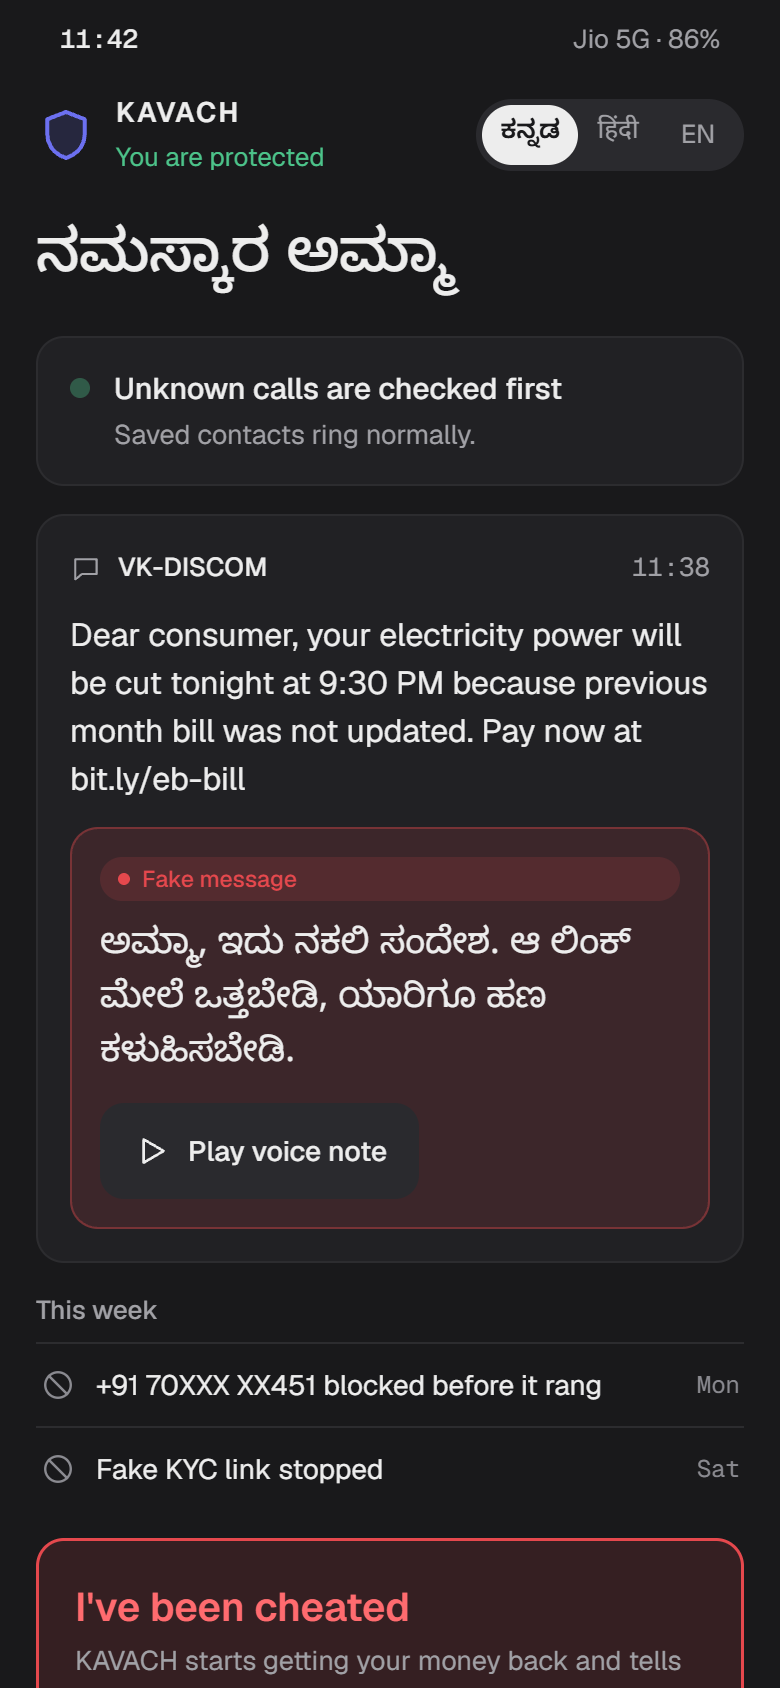 11:42
Jio 5G · 86%
KAVACH
You are protected
ಕನ್ನಡ
हिंदी
EN
ನಮಸ್ಕಾರ ಅಮ್ಮಾ
Unknown calls are checked first
Saved contacts ring normally.
VK-DISCOM
11:38
Dear consumer, your electricity power will
be cut tonight at 9:30 PM because previous
month bill was not updated. Pay now at
bit.ly/eb-bill
Fake message
ಅಮ್ಮಾ, ಇದು ನಕಲಿ ಸಂದೇಶ. ಆ ಲಿಂಕ್
ಮೇಲೆ ಒತ್ತಬೇಡಿ, ಯಾರಿಗೂ ಹಣ
ಕಳುಹಿಸಬೇಡಿ.
Play voice note
This week
+91 70XXX XX451 blocked before it rang
Mon
Fake KYC link stopped
Sat
I've been cheated
KAVACH starts getting your money back and tells